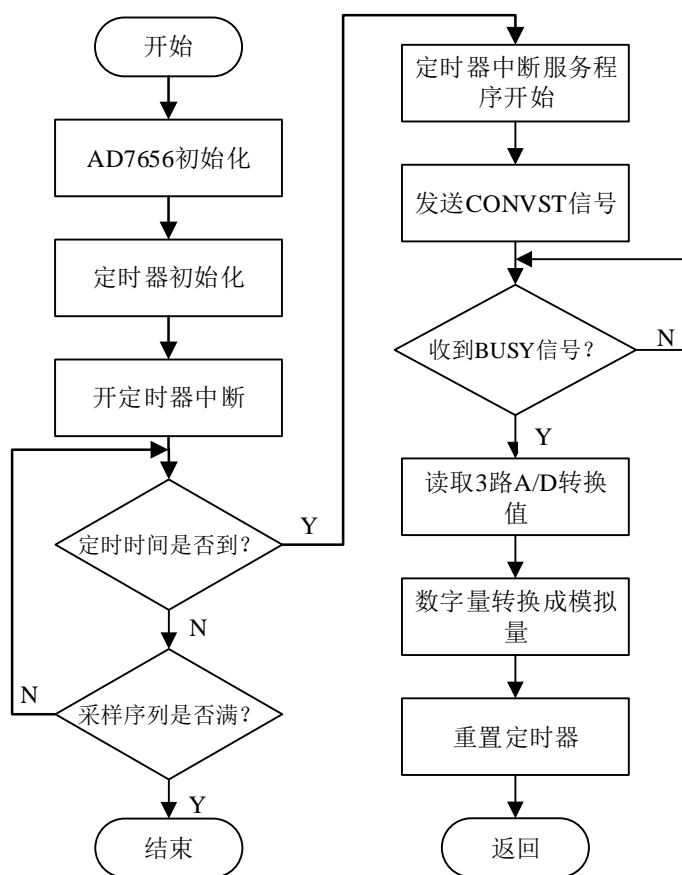 开始
AD7656初始化
定时器初始化
开定时器中断
定时时间是否到?
Y
N
采样序列是否满?
N
Y
结束
定时器中断服务程
序开始
发送CONVST信号
收到BUSY信号?
N
Y
读取3路A/D转换
值
数字量转换成模拟
量
重置定时器
返回